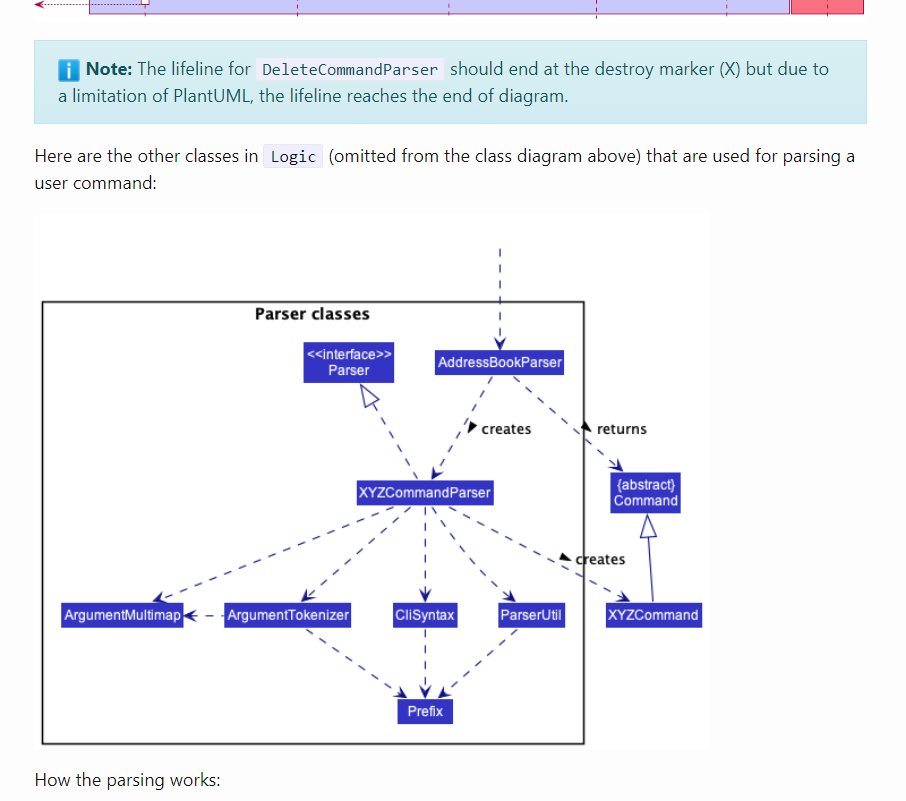 i Note: The lifeline for DeleteCommandParser should end at the destroy marker (X) but due to
a limitation of PlantUML, the lifeline reaches the end of diagram.
Here are the other classes in Logic (omitted from the class diagram above) that are used for parsing a
user command:
Parser classes
<<interface>>
Parser
AddressBookParser
creates
returns
XYZCommandParser
{abstract}
Command
creates
ArgumentMultimap
ArgumentTokenizer
CliSyntax
ParserUtil
XYZCommand
Prefix
How the parsing works: